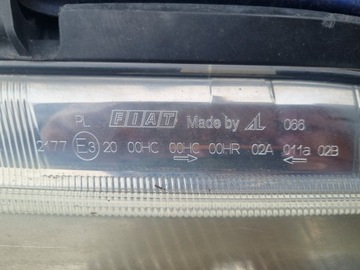 PL FIAT Made by AL 066
2177 E3 20 00HC 00HC 00HR 02A 011a 02B